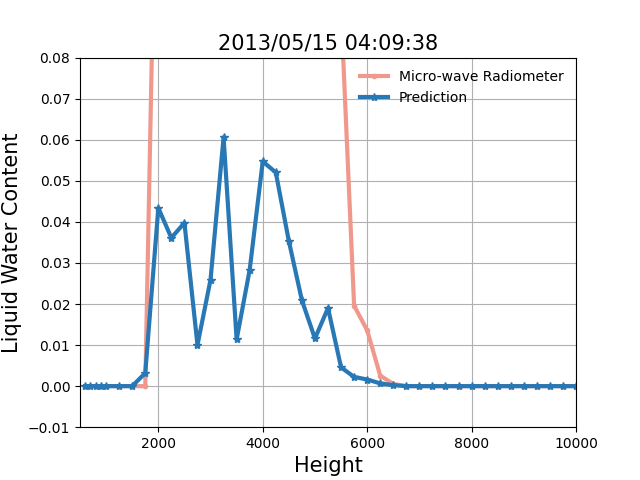 2013/05/15 04:09:38
Liquid Water Content
0.08
0.07
0.06
0.05
0.04
0.03
0.02
0.01
0.00
−0.01
Micro-wave Radiometer
Prediction
2000 4000 6000 8000 10000
Height